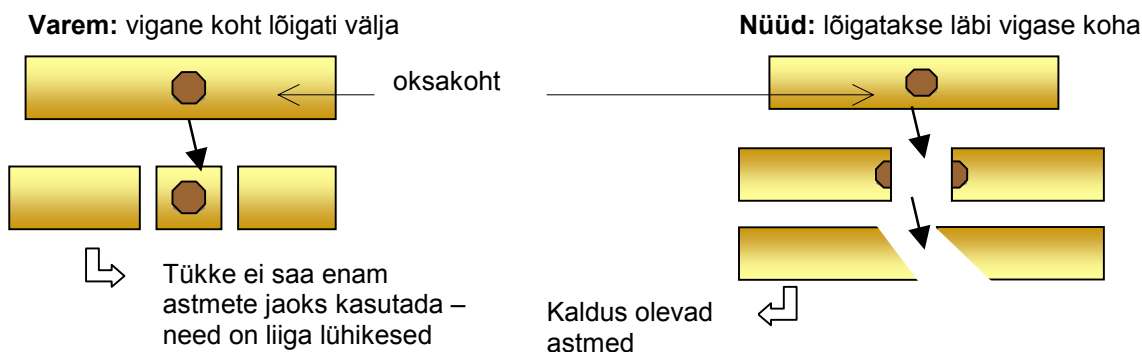 Varem: vigane koht lõigati välja
Nüüd: lõigatakse läbi vigase koha
oksakoht
Tükke ei saa enam
astmete jaoks kasutada –
need on liiga lühikesed
Kaldus olevad
astmed